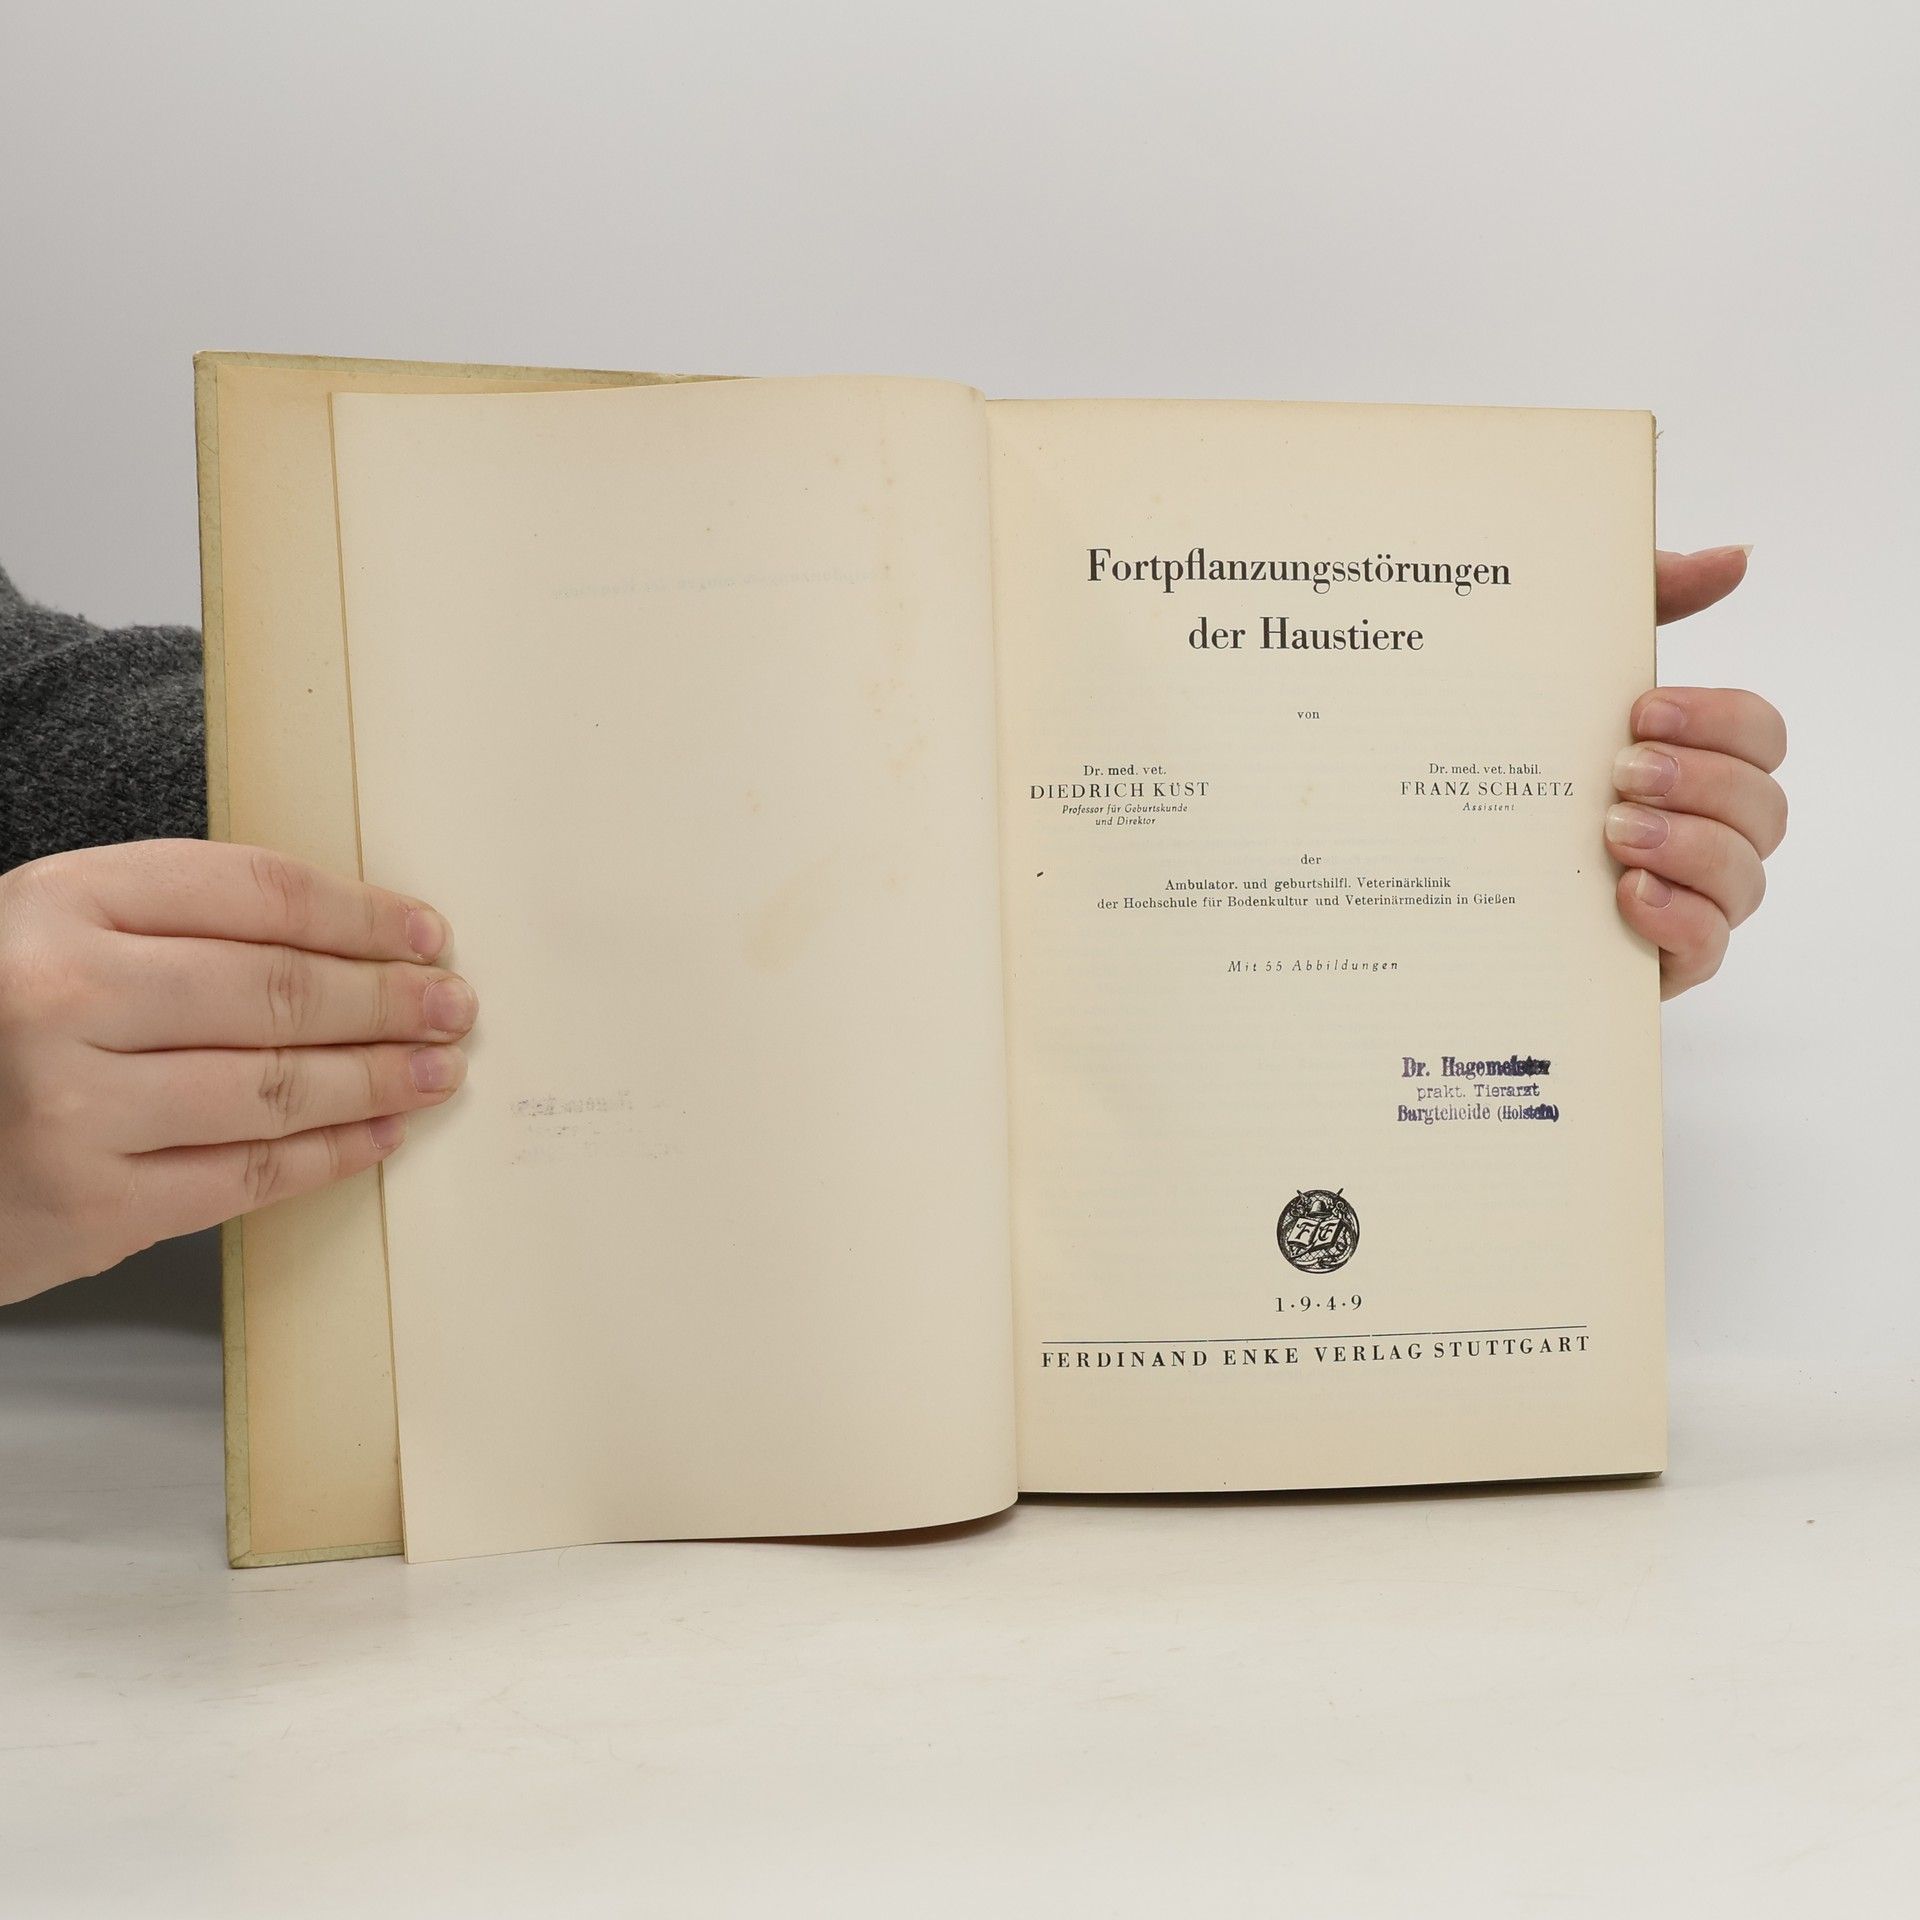 Fortpflanzungsstörungen
der Haustiere
von
Dr. med. vet.
DIEDRICH KÜST
Professor für Geburtskunde
und Direktor
Dr. med. vet. habil.
FRANZ SCHAETZ
Assistent
der
Ambulator. und geburtshilfl. Veterinärklinik
der Hochschule für Bodenkultur und Veterinärmedizin in Gießen
Mit 55 Abbildungen
Dr. Hagemeister
prakt. Tierarzt
Bargteheide (Holstein)
F E
1·9·4·9
FERDINAND ENKE VERLAG STUTTGART